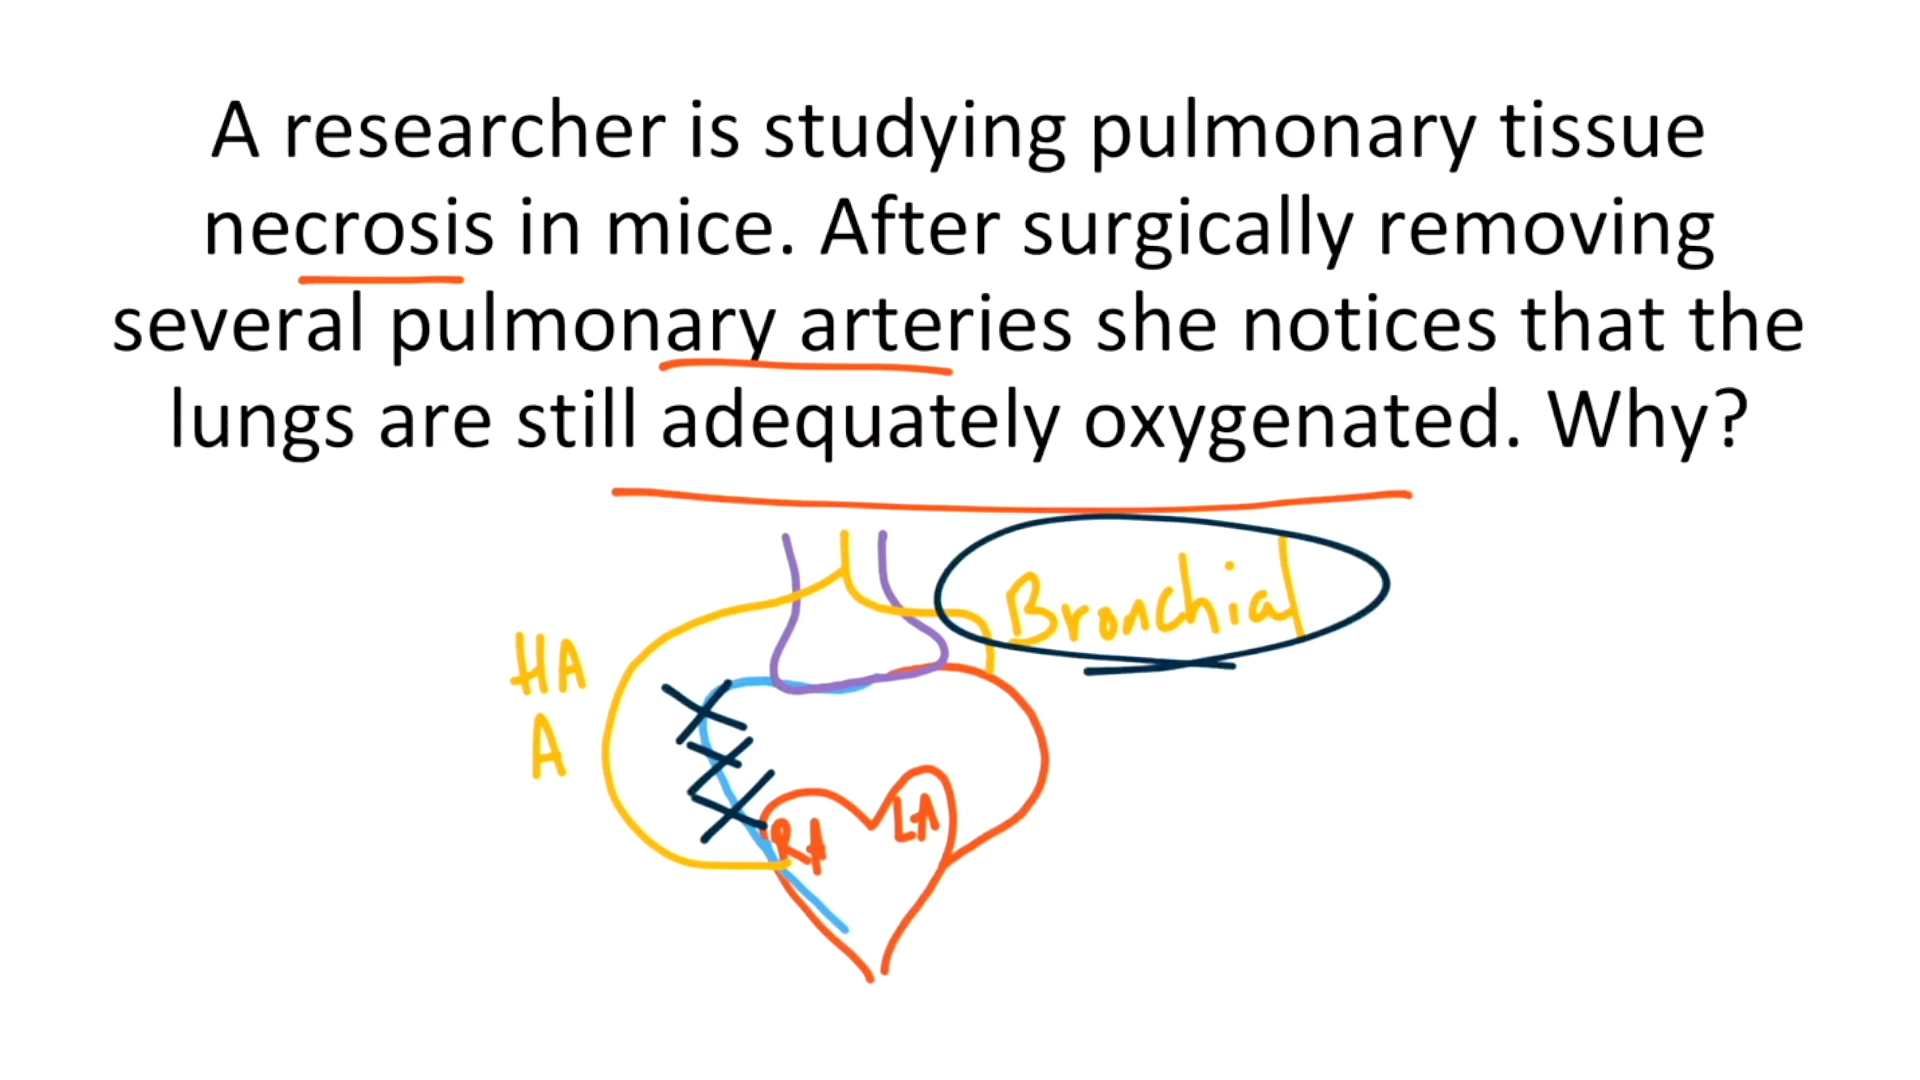 A researcher is studying pulmonary tissue
necrosis in mice. After surgically removing
several pulmonary arteries she notices that the
lungs are still adequately oxygenated. Why?
Bronchial
HA
A
RA
LA